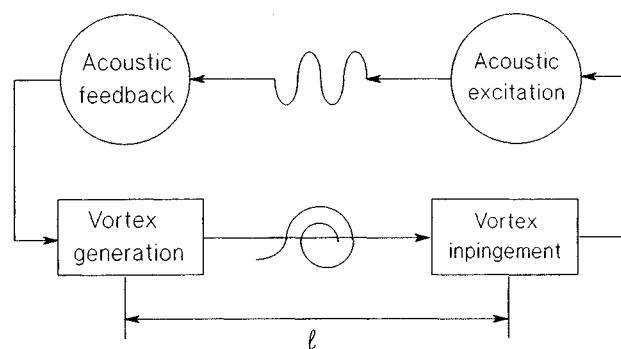 Acoustic
feedback
Acoustic
excitation
Vortex
generation
Vortex
inpingement
ℓ